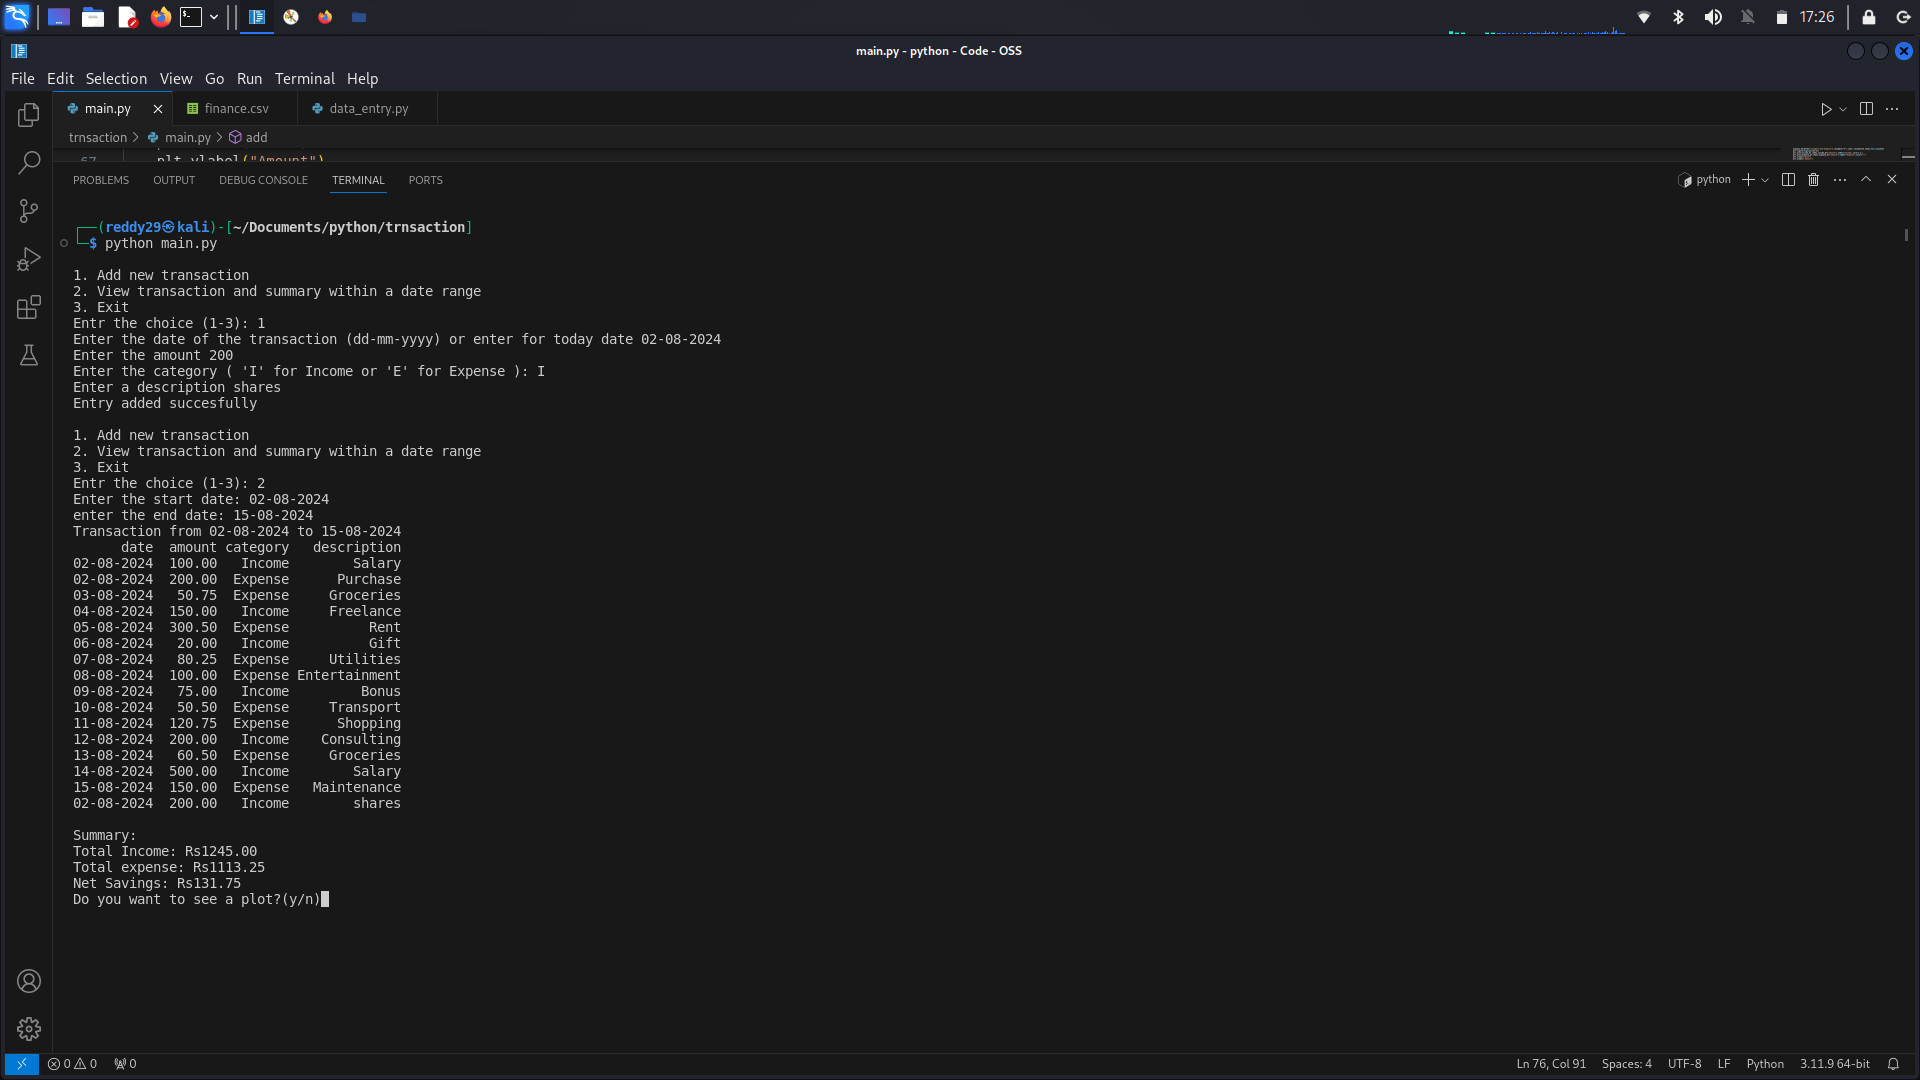 17:26
main.py - python - Code - OSS
File Edit Selection View Go Run Terminal Help
main.py finance.csv data_entry.py
trnsaction > main.py > add
67 plt.ylabel("Amount")
PROBLEMS OUTPUT DEBUG CONSOLE TERMINAL PORTS python
(reddy29㉿kali)-[~/Documents/python/trnsaction]
$ python main.py
1. Add new transaction
2. View transaction and summary within a date range
3. Exit
Entr the choice (1-3): 1
Enter the date of the transaction (dd-mm-yyyy) or enter for today date 02-08-2024
Enter the amount 200
Enter the category ( 'I' for Income or 'E' for Expense ): I
Enter a description shares
Entry added succesfully
1. Add new transaction
2. View transaction and summary within a date range
3. Exit
Entr the choice (1-3): 2
Enter the start date: 02-08-2024
enter the end date: 15-08-2024
Transaction from 02-08-2024 to 15-08-2024
date amount category description
02-08-2024 100.00 Income Salary
02-08-2024 200.00 Expense Purchase
03-08-2024 50.75 Expense Groceries
04-08-2024 150.00 Income Freelance
05-08-2024 300.50 Expense Rent
06-08-2024 20.00 Income Gift
07-08-2024 80.25 Expense Utilities
08-08-2024 100.00 Expense Entertainment
09-08-2024 75.00 Income Bonus
10-08-2024 50.50 Expense Transport
11-08-2024 120.75 Expense Shopping
12-08-2024 200.00 Income Consulting
13-08-2024 60.50 Expense Groceries
14-08-2024 500.00 Income Salary
15-08-2024 150.00 Expense Maintenance
02-08-2024 200.00 Income shares
Summary:
Total Income: Rs1245.00
Total expense: Rs1113.25
Net Savings: Rs131.75
Do you want to see a plot?(y/n)
0 0 0 Ln 76, Col 91 Spaces: 4 UTF-8 LF Python 3.11.9 64-bit